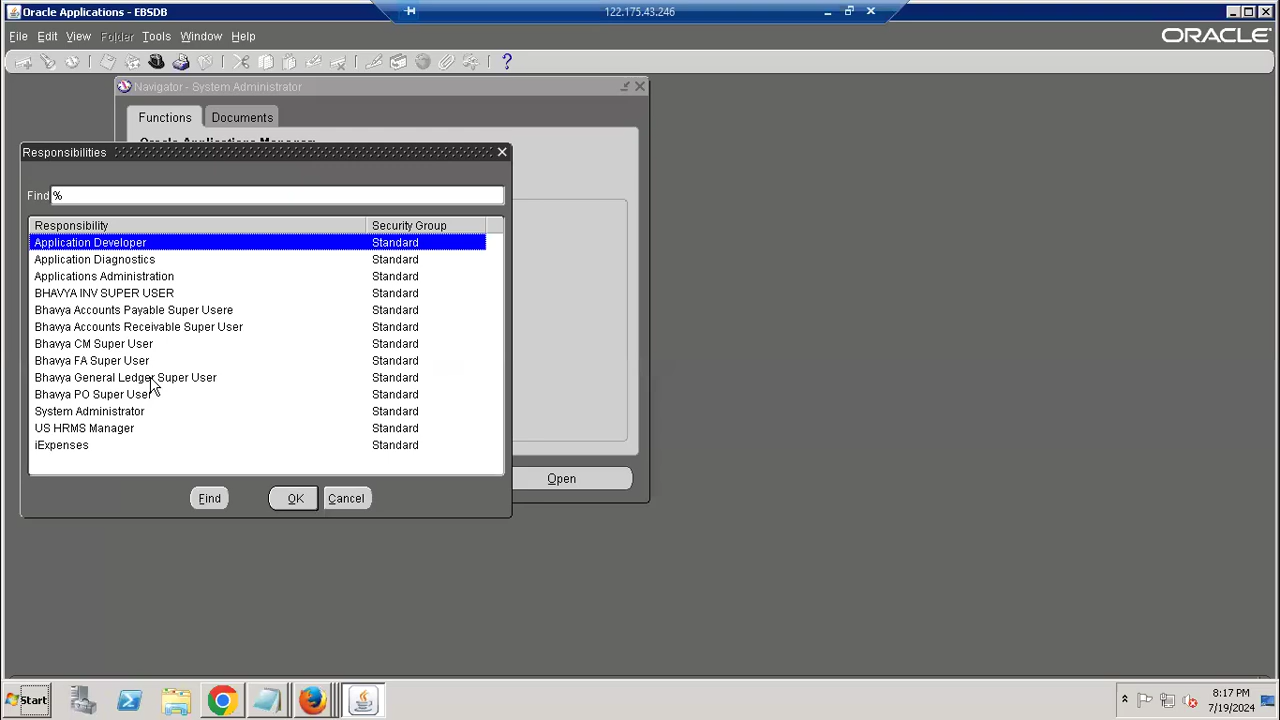 Oracle Applications - EBSDB
122.175.43.246
File Edit View Folder Tools Window Help
ORACLE
Navigator - System Administrator
Functions Documents
Responsibilities
Find %
Responsibility Security Group
Application Developer Standard
Application Diagnostics Standard
Applications Administration Standard
BHAVYA INV SUPER USER Standard
Bhavya Accounts Payable Super Usere Standard
Bhavya Accounts Receivable Super User Standard
Bhavya CM Super User Standard
Bhavya FA Super User Standard
Bhavya General Ledger Super User Standard
Bhavya PO Super User Standard
System Administrator Standard
US HRMS Manager Standard
iExpenses Standard
Open
Find OK Cancel
Start
8:17 PM
7/19/2024